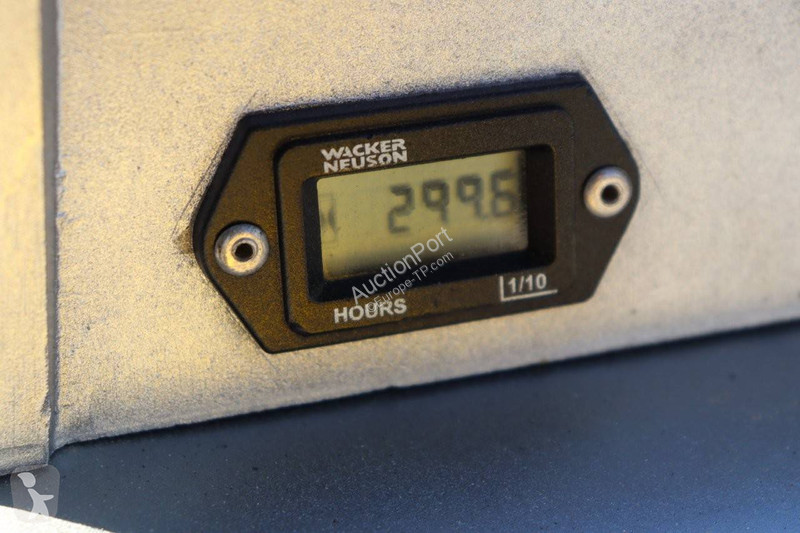 WACKER
NEUSON
299.6
AuctionPort
@Europe-TP.com
HOURS
1/10